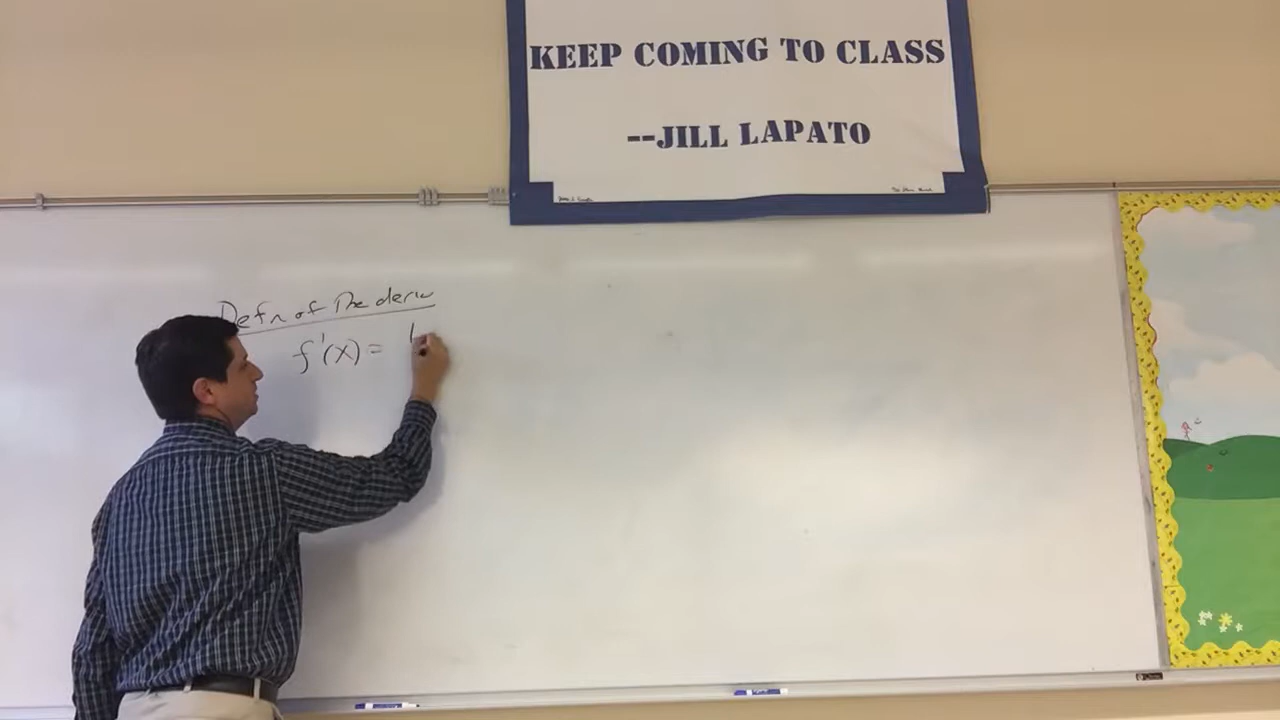 KEEP COMING TO CLASS
--JILL LAPATO
Defn of the deriv
f'(x) = l